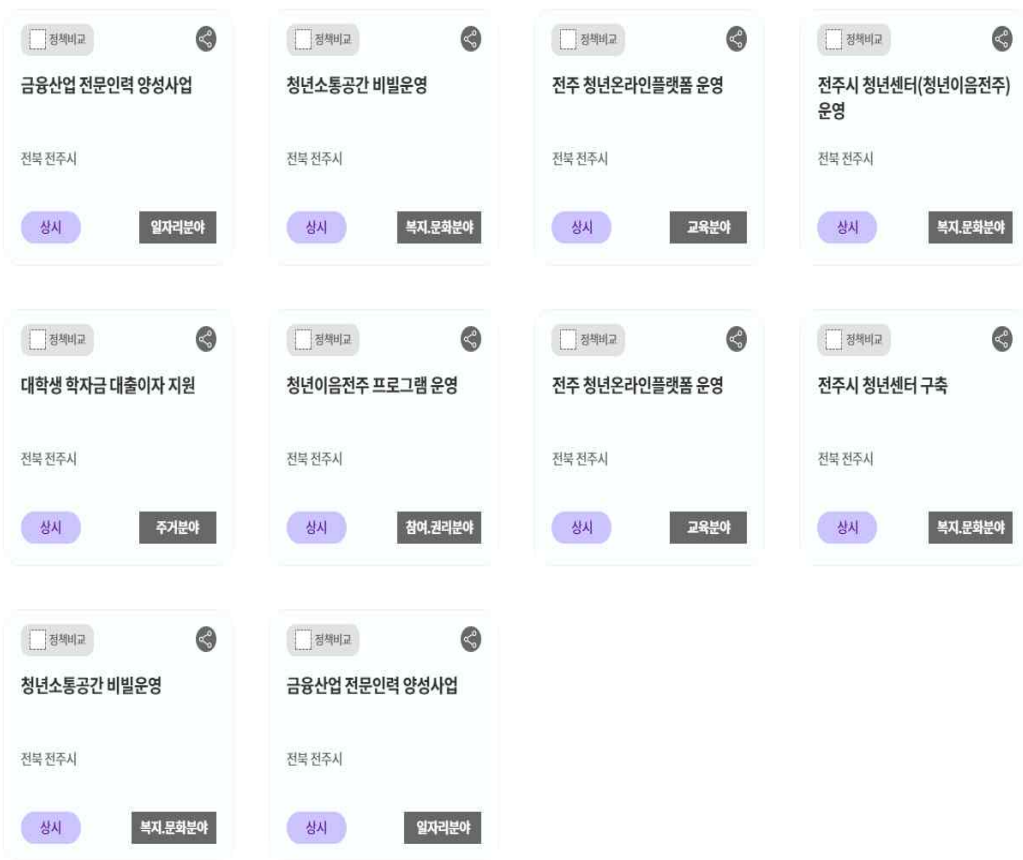 정책비교
금융산업 전문인력 양성사업
전북 전주시
상시
일자리분야
정책비교
청년소통공간 비빌운영
전북 전주시
상시
복지.문화분야
정책비교
전주 청년온라인플랫폼 운영
전북 전주시
상시
교육분야
정책비교
전주시 청년센터(청년이음전주)
운영
전북 전주시
상시
복지.문화분야
정책비교
대학생 학자금 대출이자 지원
전북 전주시
상시
주거분야
정책비교
청년이음전주 프로그램 운영
전북 전주시
상시
참여.권리분야
정책비교
전주 청년온라인플랫폼 운영
전북 전주시
상시
교육분야
정책비교
전주시 청년센터 구축
전북 전주시
상시
복지.문화분야
정책비교
청년소통공간 비빌운영
전북 전주시
상시
복지.문화분야
정책비교
금융산업 전문인력 양성사업
전북 전주시
상시
일자리분야